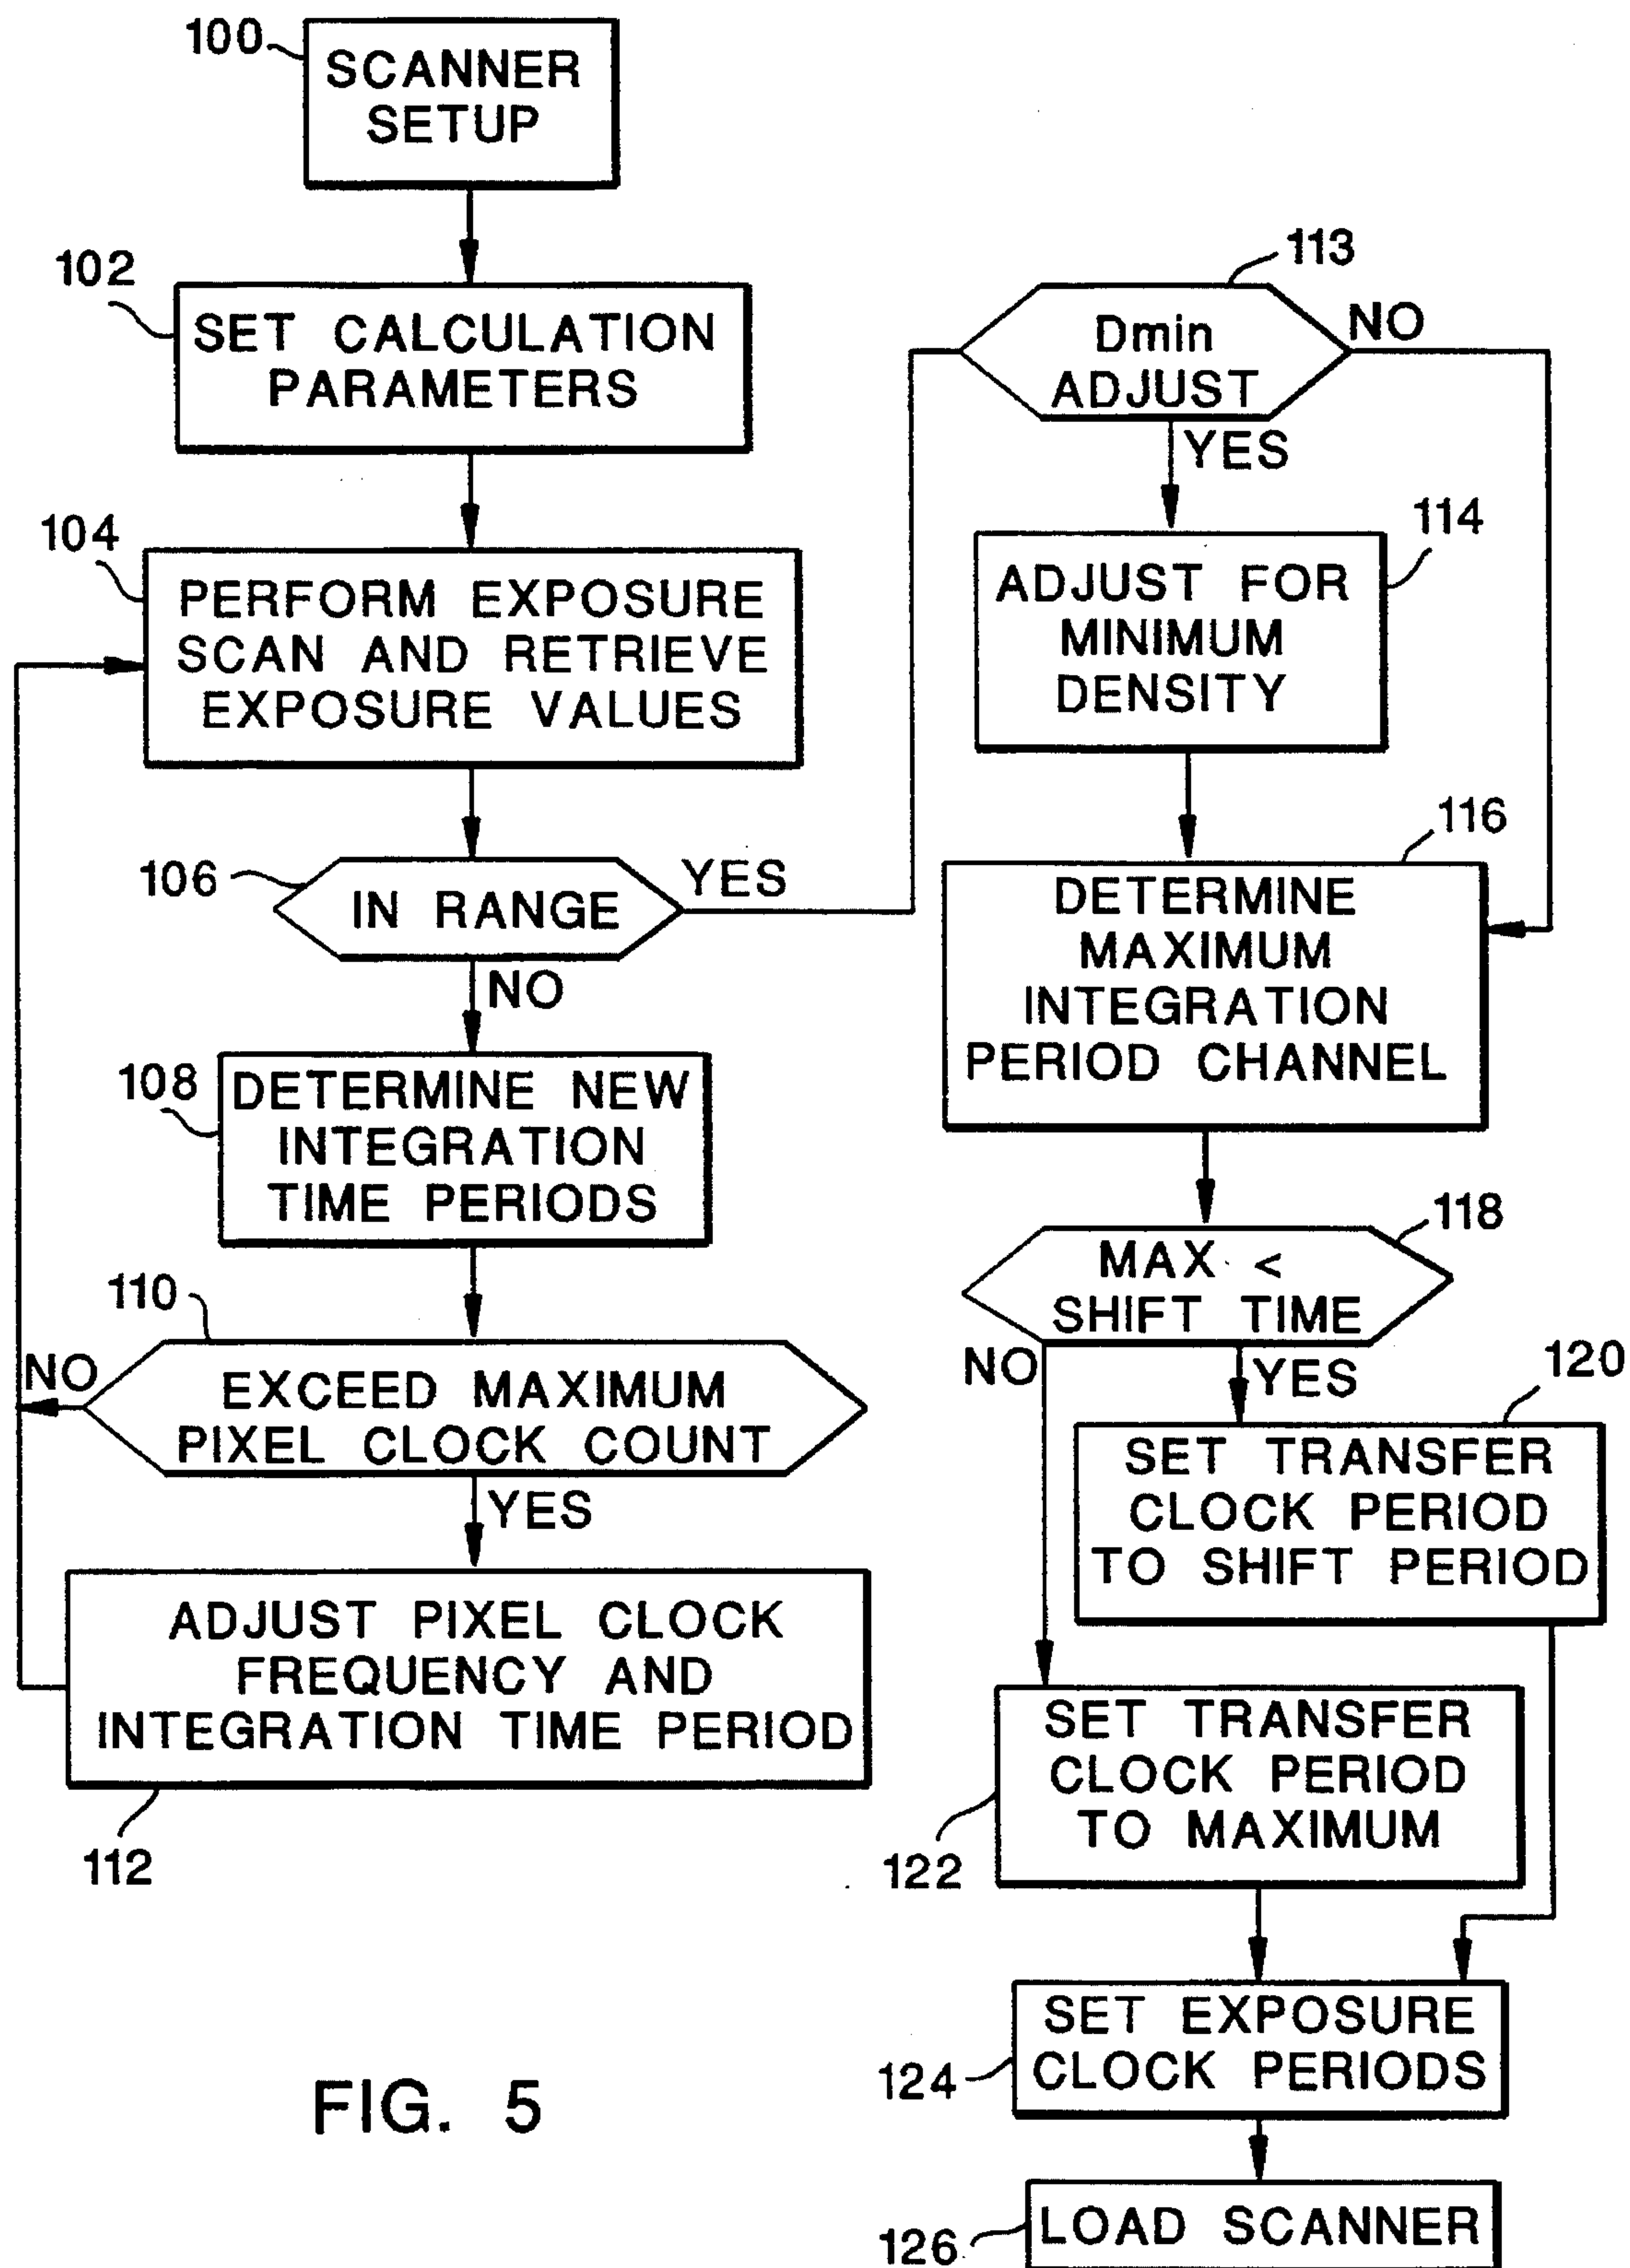 100
SCANNER
SETUP
102
SET CALCULATION
PARAMETERS
104
PERFORM EXPOSURE
SCAN AND RETRIEVE
EXPOSURE VALUES
106
IN RANGE
YES
NO
108
DETERMINE NEW
INTEGRATION
TIME PERIODS
110
NO
EXCEED MAXIMUM
PIXEL CLOCK COUNT
YES
ADJUST PIXEL CLOCK
FREQUENCY AND
INTEGRATION TIME PERIOD
112
113
Dmin
ADJUST
NO
YES
114
ADJUST FOR
MINIMUM
DENSITY
116
DETERMINE
MAXIMUM
INTEGRATION
PERIOD CHANNEL
118
MAX <
SHIFT TIME
NO
YES
120
SET TRANSFER
CLOCK PERIOD
TO SHIFT PERIOD
SET TRANSFER
CLOCK PERIOD
TO MAXIMUM
122
SET EXPOSURE
CLOCK PERIODS
124
LOAD SCANNER
126
FIG. 5